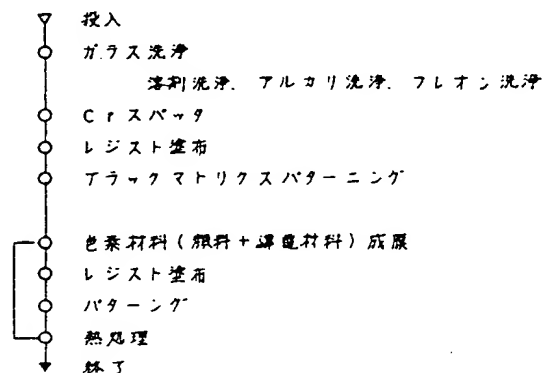 投入
ガラス洗浄
溶剤洗浄、アルカリ洗浄、フレオン洗浄
Crスパッタ
レジスト塗布
ブラックマトリクスパターニング
色素材料(顔料+導電材料)成膜
レジスト塗布
パターング
熱処理
終了